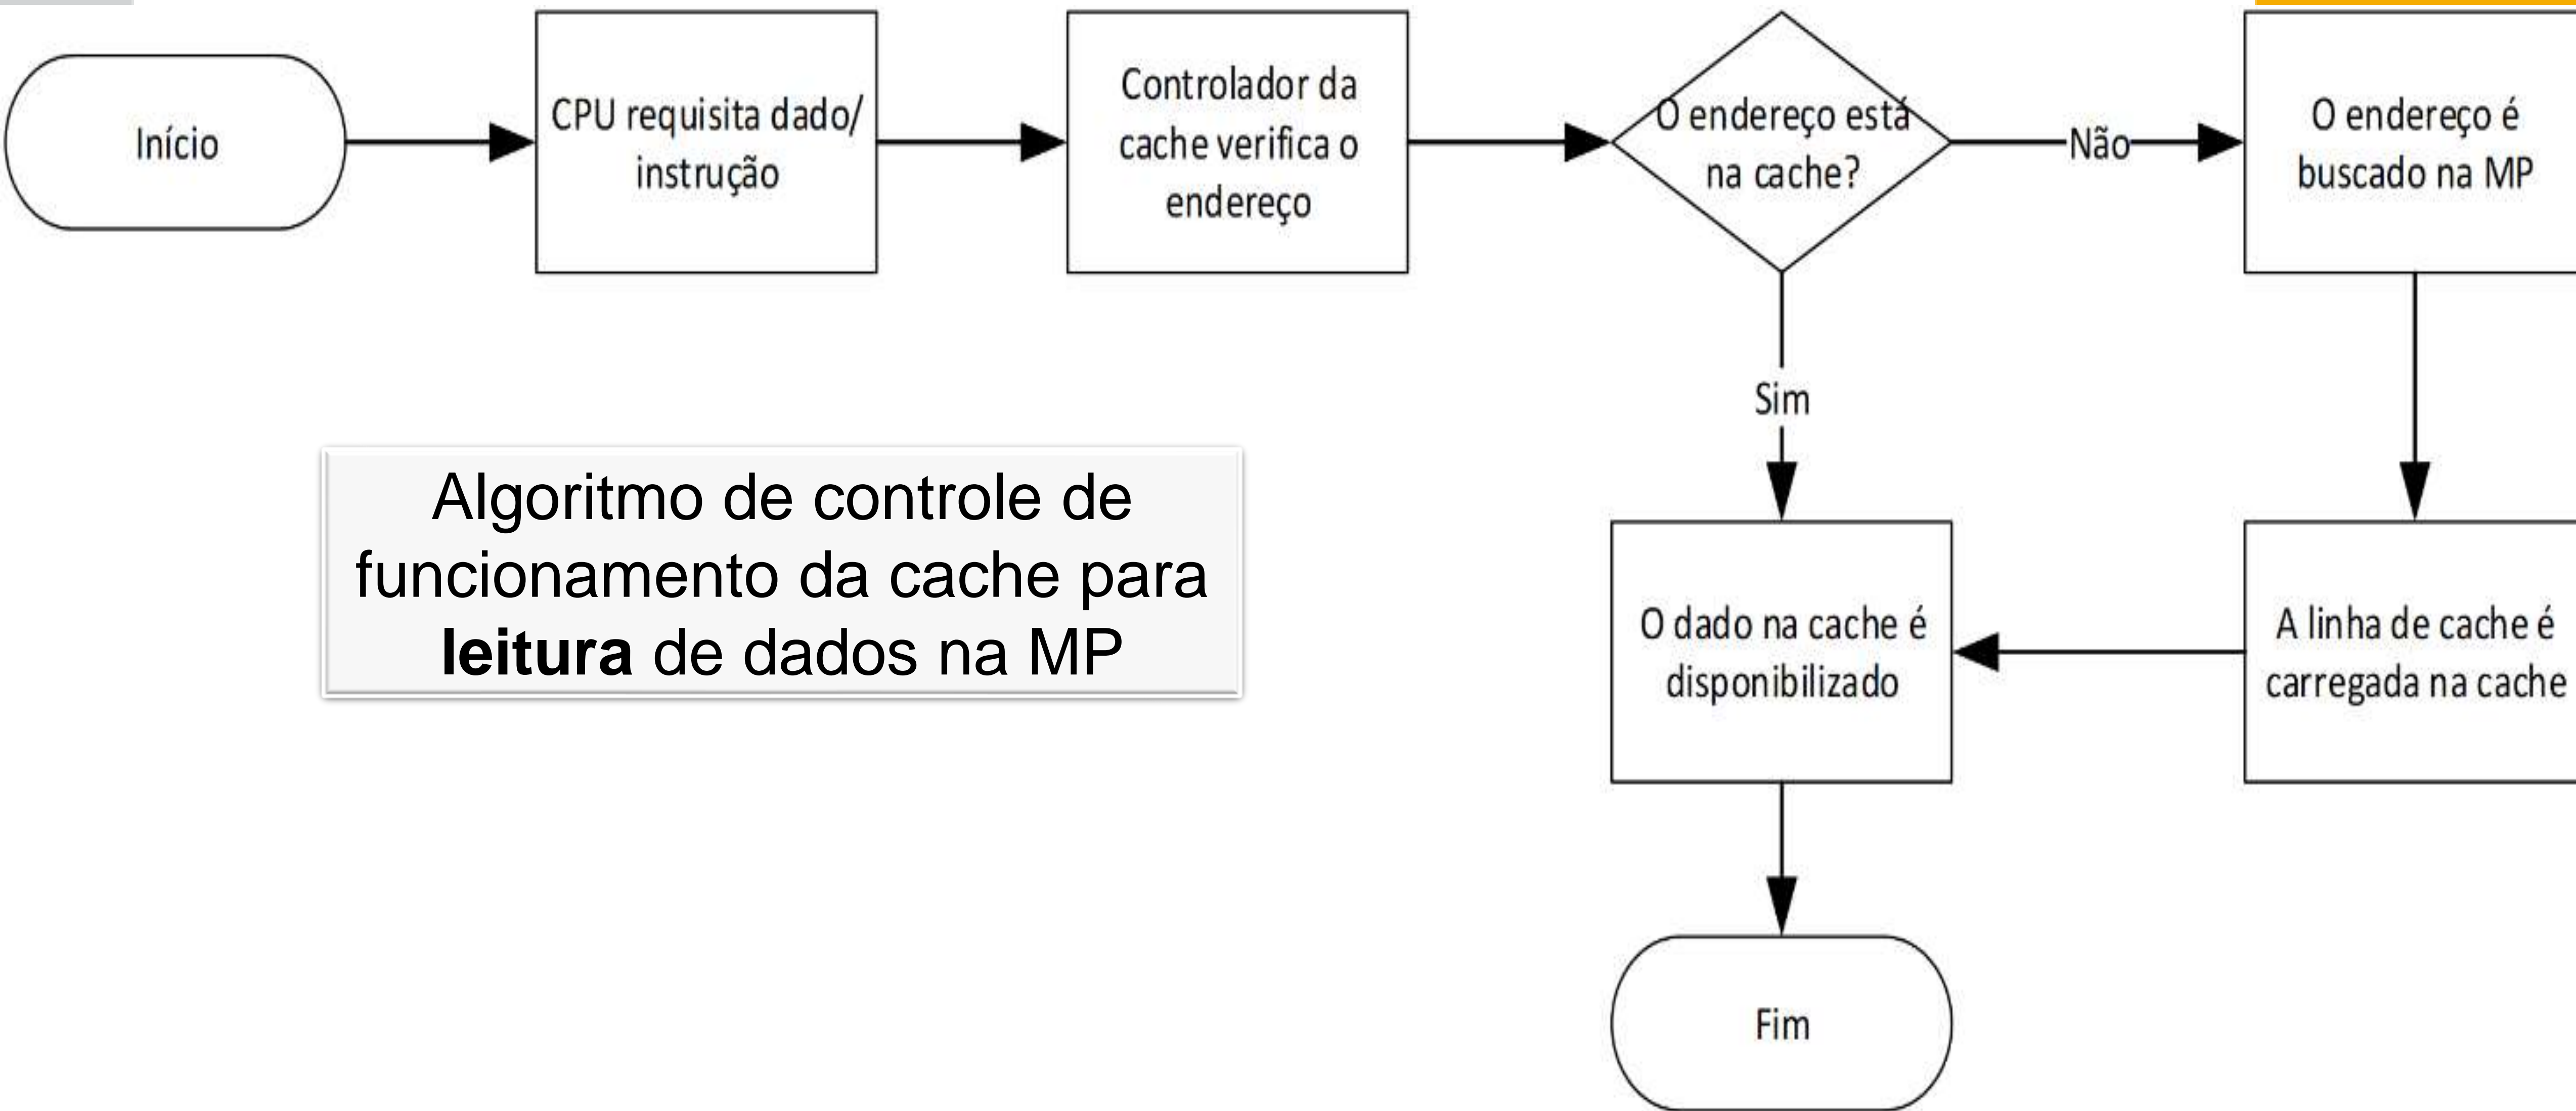 Início
CPU requisita dado/
instrução
Controlador da
cache verifica o
endereço
O endereço está
na cache?
Não
O endereço é
buscado na MP
Sim
Algoritmo de controle de
funcionamento da cache para
leitura de dados na MP
O dado na cache é
disponibilizado
A linha de cache é
carregada na cache
Fim